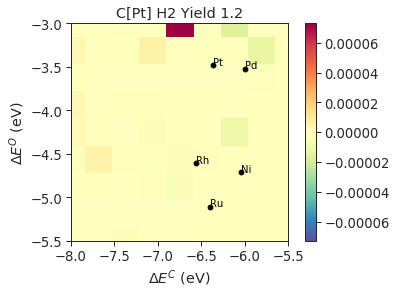 C[Pt] H2 Yield 1.2
−3.0
−3.5
−4.0
−4.5
−5.0
−5.5
ΔE^O (eV)
Pt
Pd
Rh
Ni
Ru
−8.0 −7.5 −7.0 −6.5 −6.0 −5.5
ΔE^C (eV)
0.00006
0.00004
0.00002
0.00000
−0.00002
−0.00004
−0.00006